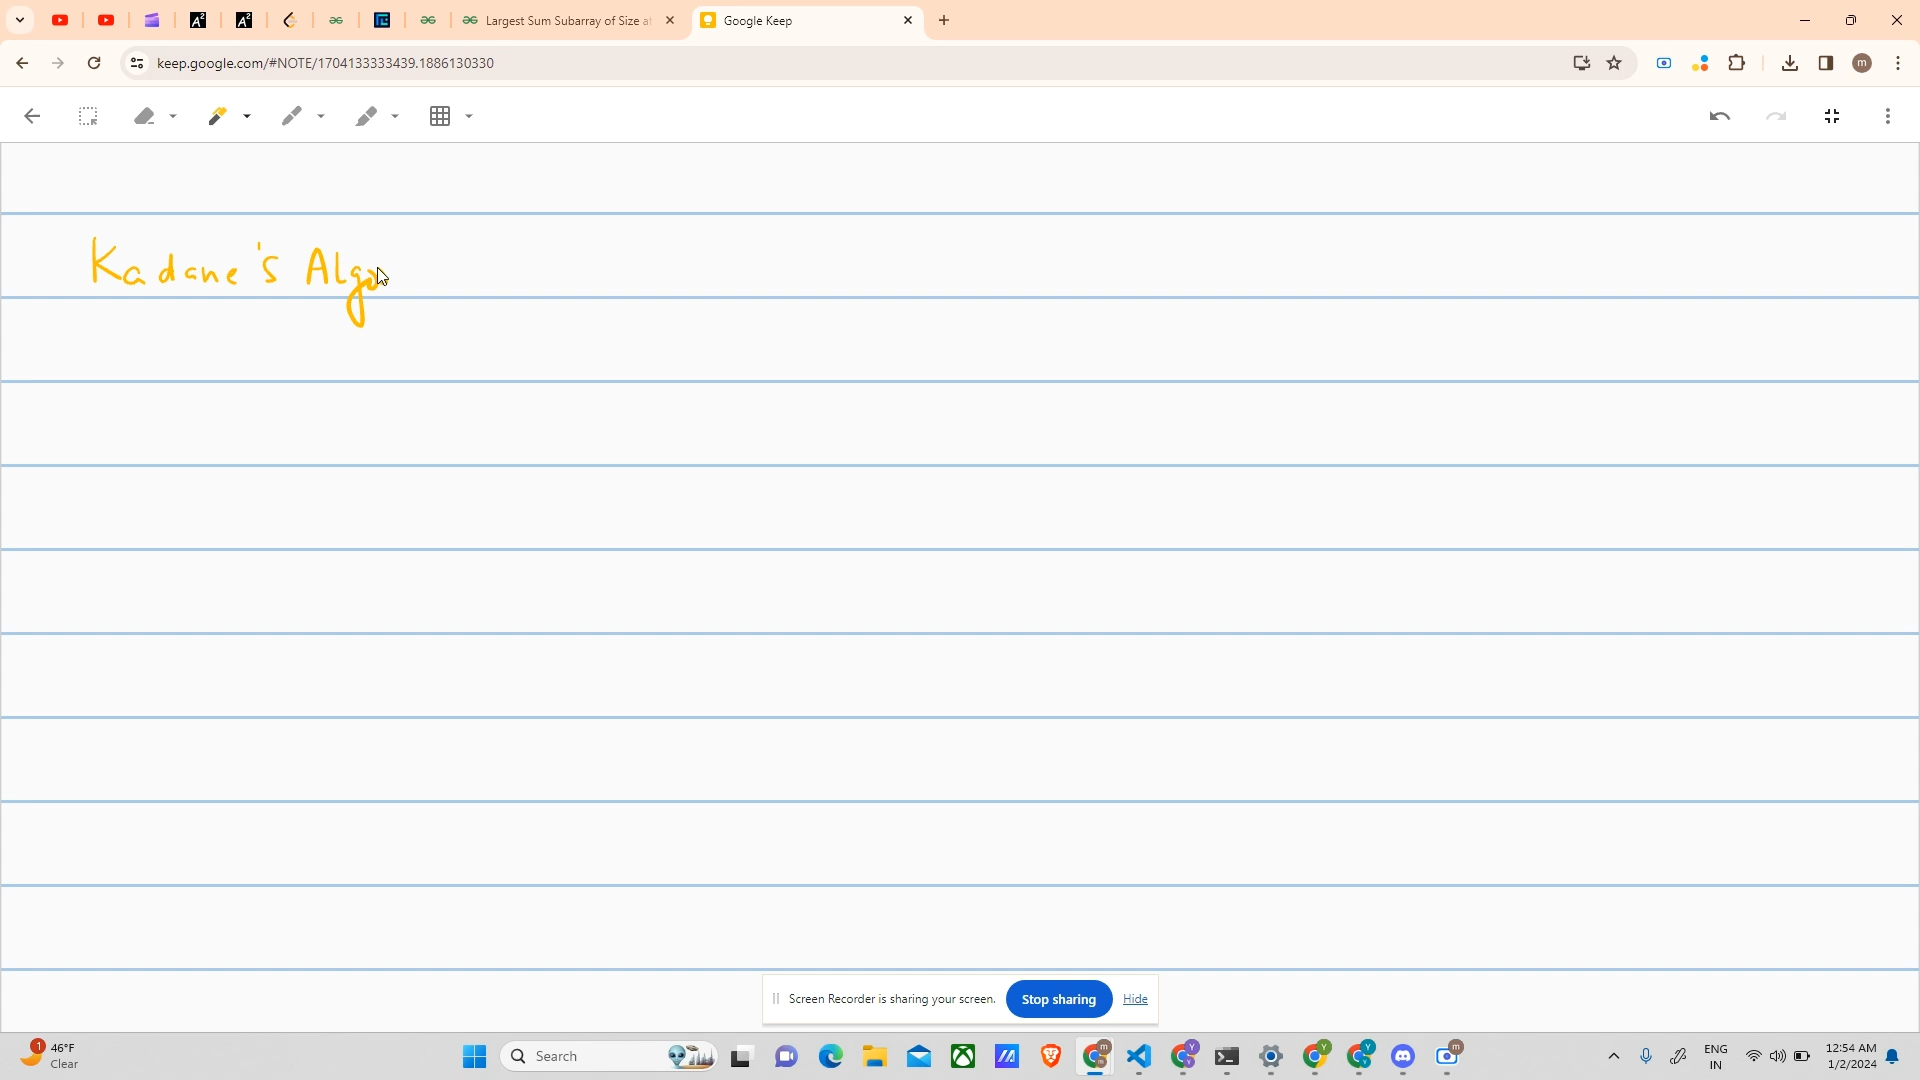 Largest Sum Subarray of Size at
Google Keep
keep.google.com/#NOTE/1704133333439.1886130330
m
Kadane's Algo
Screen Recorder is sharing your screen.
Stop sharing
Hide
1
46°F
Clear
Search
ENG
IN
12:54 AM
1/2/2024